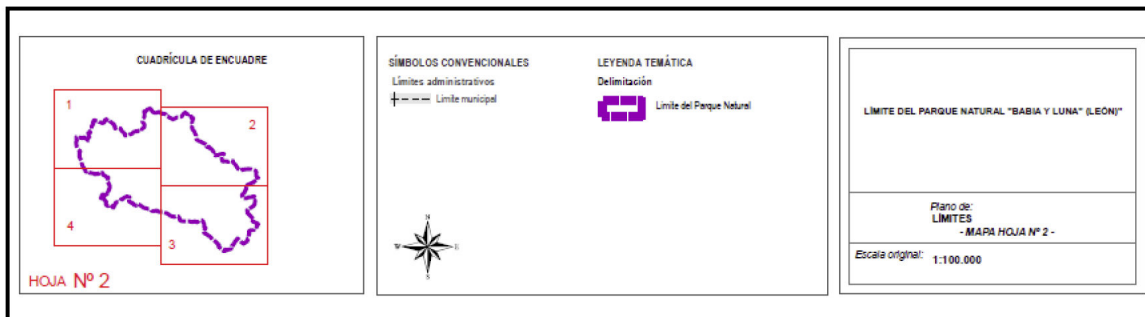 CUADRÍCULA DE ENCUADRE
1
2
4
3
HOJA Nº 2
SÍMBOLOS CONVENCIONALES
Límites administrativos
Limite municipal
LEYENDA TEMÁTICA
Delimitación
Limite del Parque Natural
N
W E
S
LÍMITE DEL PARQUE NATURAL "BABIA Y LUNA" (LEÓN)"
Plano de:
LÍMITES
- MAPA HOJA Nº 2 -
Escala original: 1:100.000